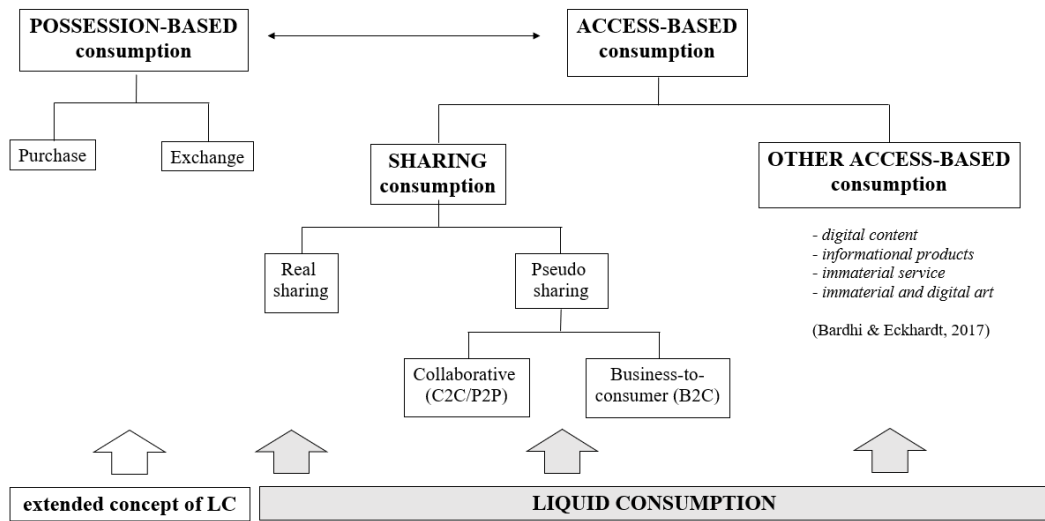 POSSESSION-BASED
consumption
ACCESS-BASED
consumption
Purchase
Exchange
SHARING
consumption
OTHER ACCESS-BASED
consumption
- digital content
- informational products
- immaterial service
- immaterial and digital art
(Bardhi & Eckhardt, 2017)
Real
sharing
Pseudo
sharing
Collaborative
(C2C/P2P)
Business-to-
consumer (B2C)
extended concept of LC
LIQUID CONSUMPTION